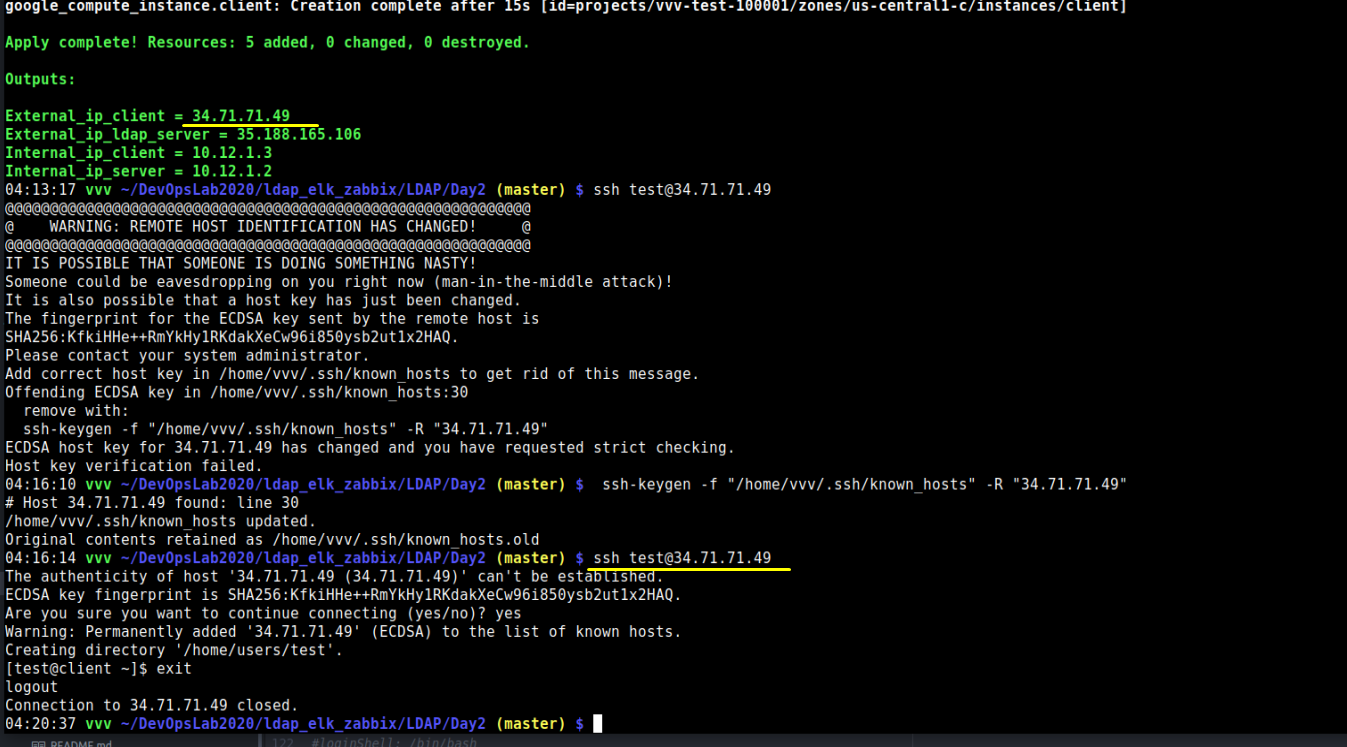 google_compute_instance.client: Creation complete after 15s [id=projects/vvv-test-100001/zones/us-central1-c/instances/client]
Apply complete! Resources: 5 added, 0 changed, 0 destroyed.
Outputs:
External_ip_client = 34.71.71.49
External_ip_ldap_server = 35.188.165.106
Internal_ip_client = 10.12.1.3
Internal_ip_server = 10.12.1.2
04:13:17 vvv ~/DevOpsLab2020/ldap_elk_zabbix/LDAP/Day2 (master) $ ssh test@34.71.71.49
@@@@@@@@@@@@@@@@@@@@@@@@@@@@@@@@@@@@@@@@@@@@@@@@@@@@@@@@@@@
@    WARNING: REMOTE HOST IDENTIFICATION HAS CHANGED!     @
@@@@@@@@@@@@@@@@@@@@@@@@@@@@@@@@@@@@@@@@@@@@@@@@@@@@@@@@@@@
IT IS POSSIBLE THAT SOMEONE IS DOING SOMETHING NASTY!
Someone could be eavesdropping on you right now (man-in-the-middle attack)!
It is also possible that a host key has just been changed.
The fingerprint for the ECDSA key sent by the remote host is
SHA256:KfkiHHe++RmYkHy1RKdakXeCw96i850ysb2ut1x2HAQ.
Please contact your system administrator.
Add correct host key in /home/vvv/.ssh/known_hosts to get rid of this message.
Offending ECDSA key in /home/vvv/.ssh/known_hosts:30
  remove with:
  ssh-keygen -f "/home/vvv/.ssh/known_hosts" -R "34.71.71.49"
ECDSA host key for 34.71.71.49 has changed and you have requested strict checking.
Host key verification failed.
04:16:10 vvv ~/DevOpsLab2020/ldap_elk_zabbix/LDAP/Day2 (master) $  ssh-keygen -f "/home/vvv/.ssh/known_hosts" -R "34.71.71.49"
# Host 34.71.71.49 found: line 30
/home/vvv/.ssh/known_hosts updated.
Original contents retained as /home/vvv/.ssh/known_hosts.old
04:16:14 vvv ~/DevOpsLab2020/ldap_elk_zabbix/LDAP/Day2 (master) $ ssh test@34.71.71.49
The authenticity of host '34.71.71.49 (34.71.71.49)' can't be established.
ECDSA key fingerprint is SHA256:KfkiHHe++RmYkHy1RKdakXeCw96i850ysb2ut1x2HAQ.
Are you sure you want to continue connecting (yes/no)? yes
Warning: Permanently added '34.71.71.49' (ECDSA) to the list of known hosts.
Creating directory '/home/users/test'.
[test@client ~]$ exit
logout
Connection to 34.71.71.49 closed.
04:20:37 vvv ~/DevOpsLab2020/ldap_elk_zabbix/LDAP/Day2 (master) $
README.md 122 #loginShell: /bin/bash